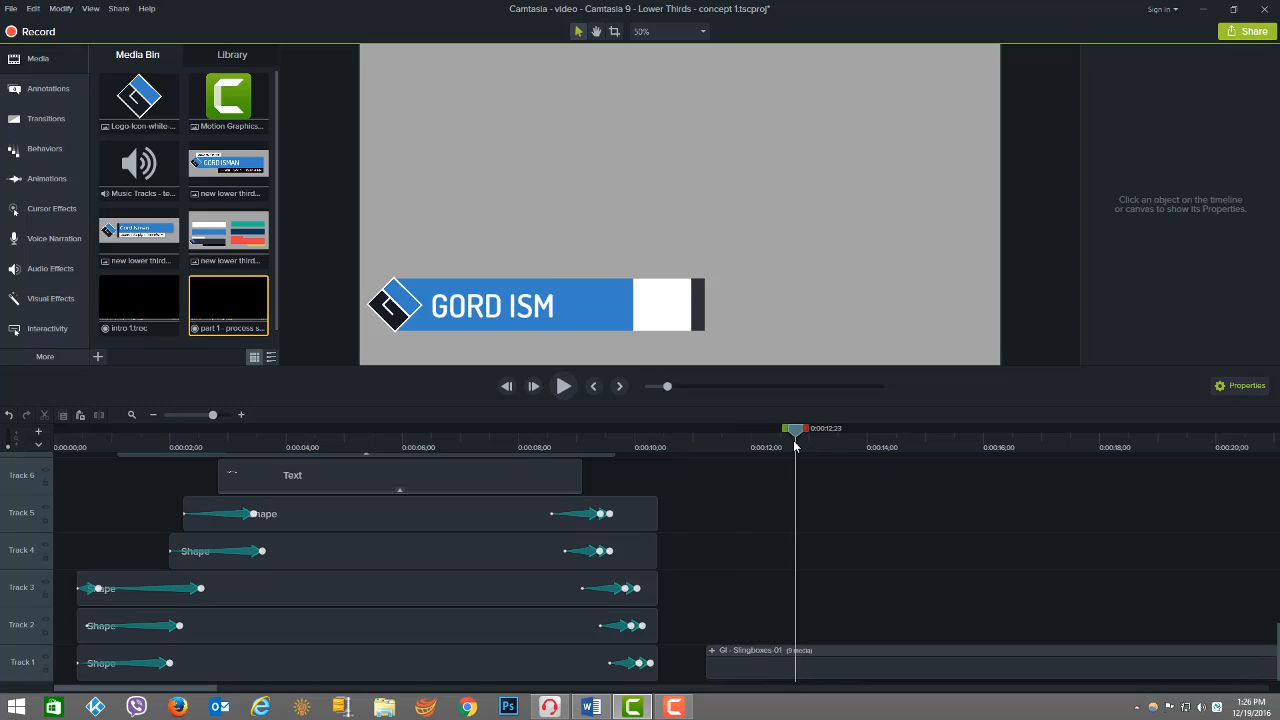 Camtasia - video - Camtasia 9 - Lower Thirds - concept 1.tscproj*
File Edit Modify View Share Help
Sign in
Record
50%
Share
Media
Annotations
Transitions
Behaviors
Animations
Cursor Effects
Voice Narration
Audio Effects
Visual Effects
Interactivity
More
Media Bin
Library
Logo-Icon-white-...
Motion Graphics...
Music Tracks - te...
GORD ISMAN
new lower third...
Gord Isman
new lower third...
new lower third...
intro 1.trec
part 1 - process s...
GORD ISM
Click an object on the timeline
or canvas to show its Properties.
Properties
0:00:12;23
0:00:00;00 0:00:02;00 0:00:04;00 0:00:06;00 0:00:08;00 0:00:10;00 0:00:12;00 0:00:14;00 0:00:16;00 0:00:18;00 0:00:20;00
Track 6 Text
Track 5 Shape
Track 4 Shape
Track 3 Shape
Track 2 Shape
Track 1 Shape
GI - Slingboxes-01 (9 media)
1:26 PM
12/19/2016